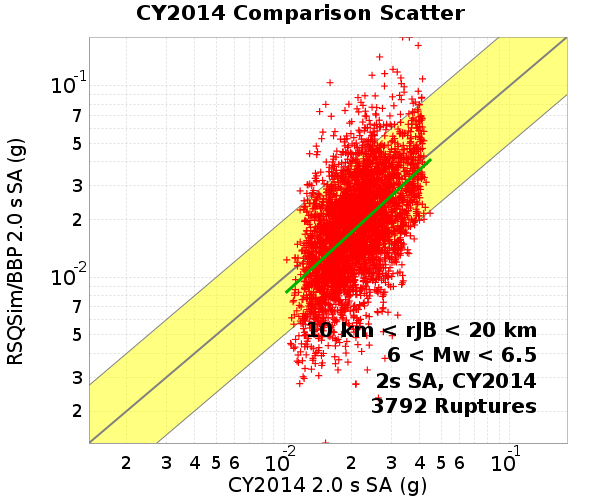 CY2014 Comparison Scatter
RSQSim/BBP 2.0 s SA (g)
10-1
7
5
3
2
10-2
7
5
3
2
10 km < rJB < 20 km
6 < Mw < 6.5
2s SA, CY2014
3792 Ruptures
2 3 4 5 6 10-2 2 3 4 5 6 10-1
CY2014 2.0 s SA (g)